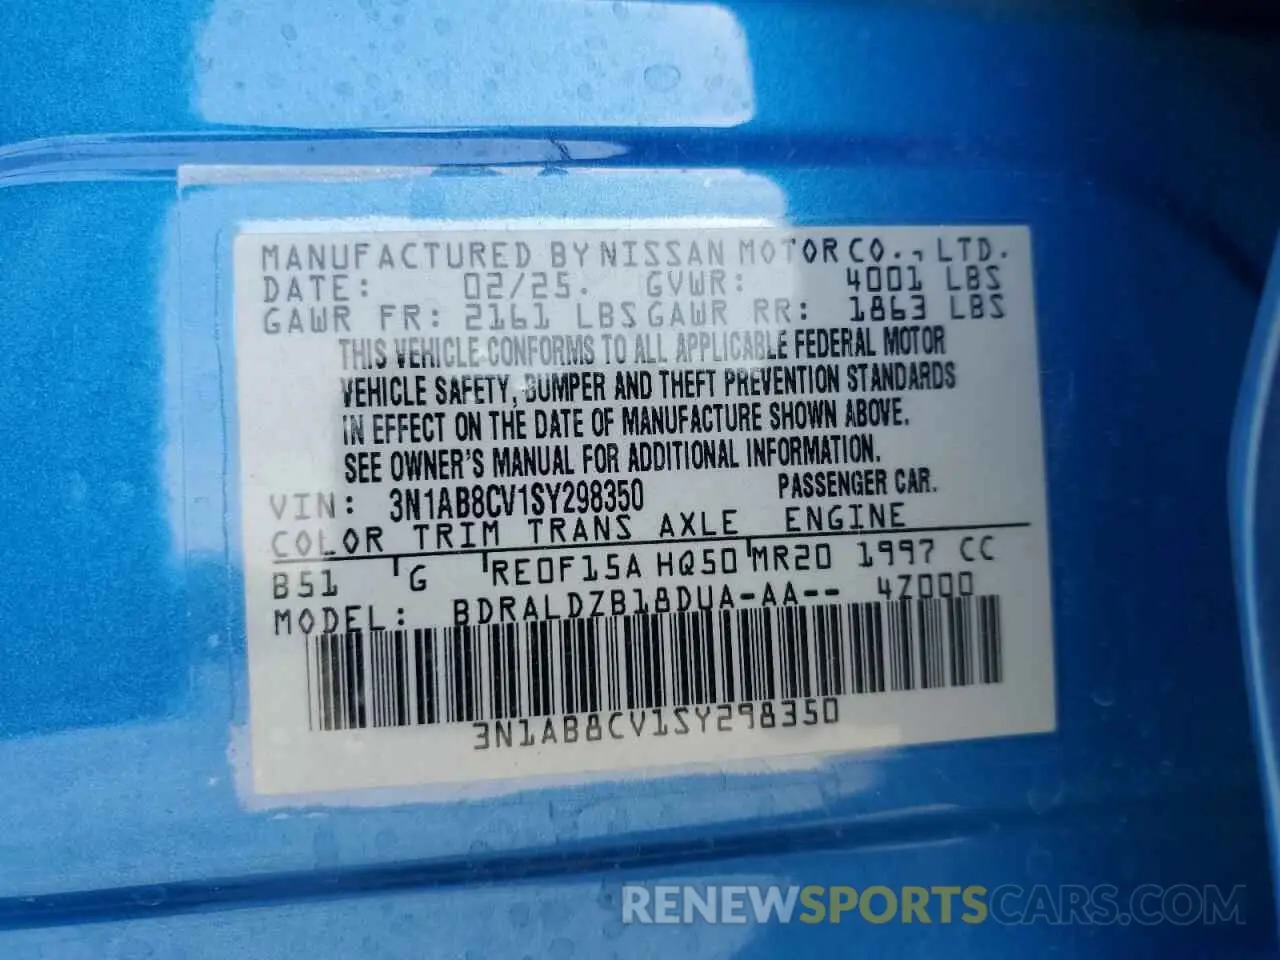 MANUFACTURED BY NISSAN MOTOR CO., LTD.
DATE: 02/25. GVWR: 4001 LBS
GAWR FR: 2161 LBS GAWR RR: 1863 LBS
THIS VEHICLE CONFORMS TO ALL APPLICABLE FEDERAL MOTOR
VEHICLE SAFETY, BUMPER AND THEFT PREVENTION STANDARDS
IN EFFECT ON THE DATE OF MANUFACTURE SHOWN ABOVE.
SEE OWNER'S MANUAL FOR ADDITIONAL INFORMATION.
VIN: 3N1AB8CV1SY298350 PASSENGER CAR.
COLOR TRIM TRANS AXLE ENGINE
B51 G RE0F15A HQ50 MR20 1997 CC
MODEL: BDRALDZB18DUA-AA-- 4Z000
3N1AB8CV1SY298350
RENEWSPORTSCARS.COM